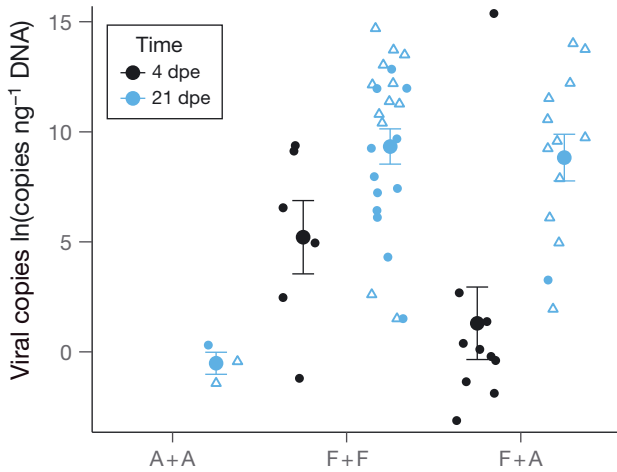 Viral copies ln(copies ng⁻¹ DNA)
15
10
5
0
Time
4 dpe
21 dpe
A+A
F+F
F+A